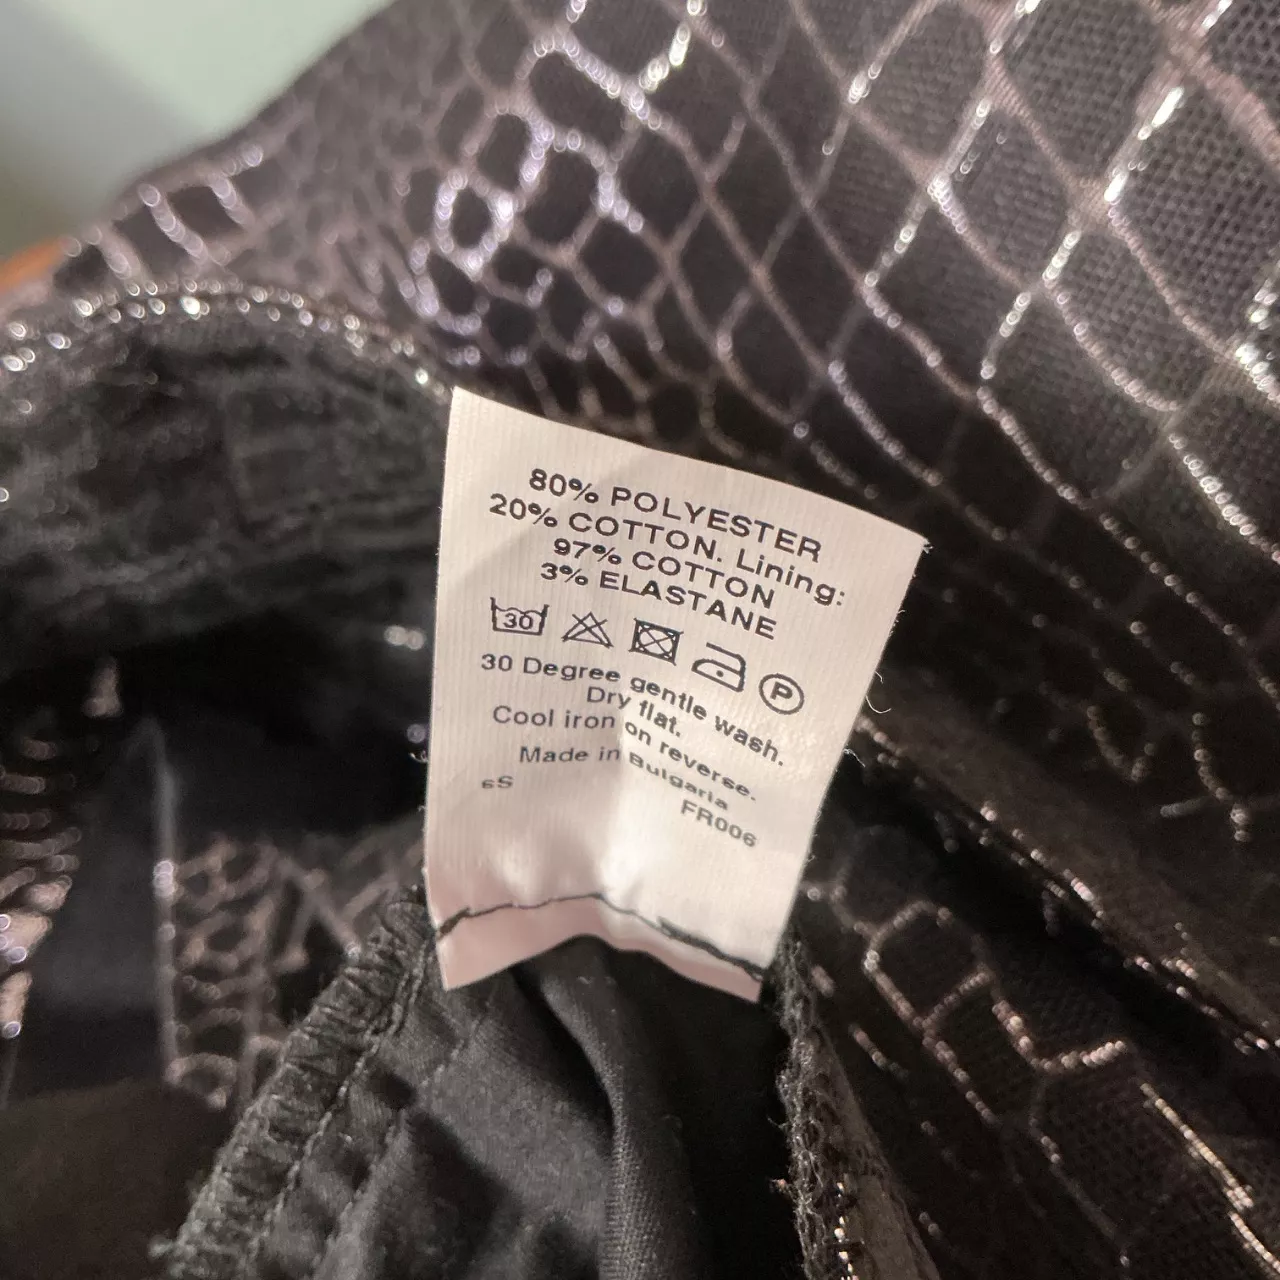 80% POLYESTER
20% COTTON. Lining:
97% COTTON
3% ELASTANE
30 P
30 Degree gentle wash.
Dry flat.
Cool iron on reverse.
Made in Bulgaria
6S FR006